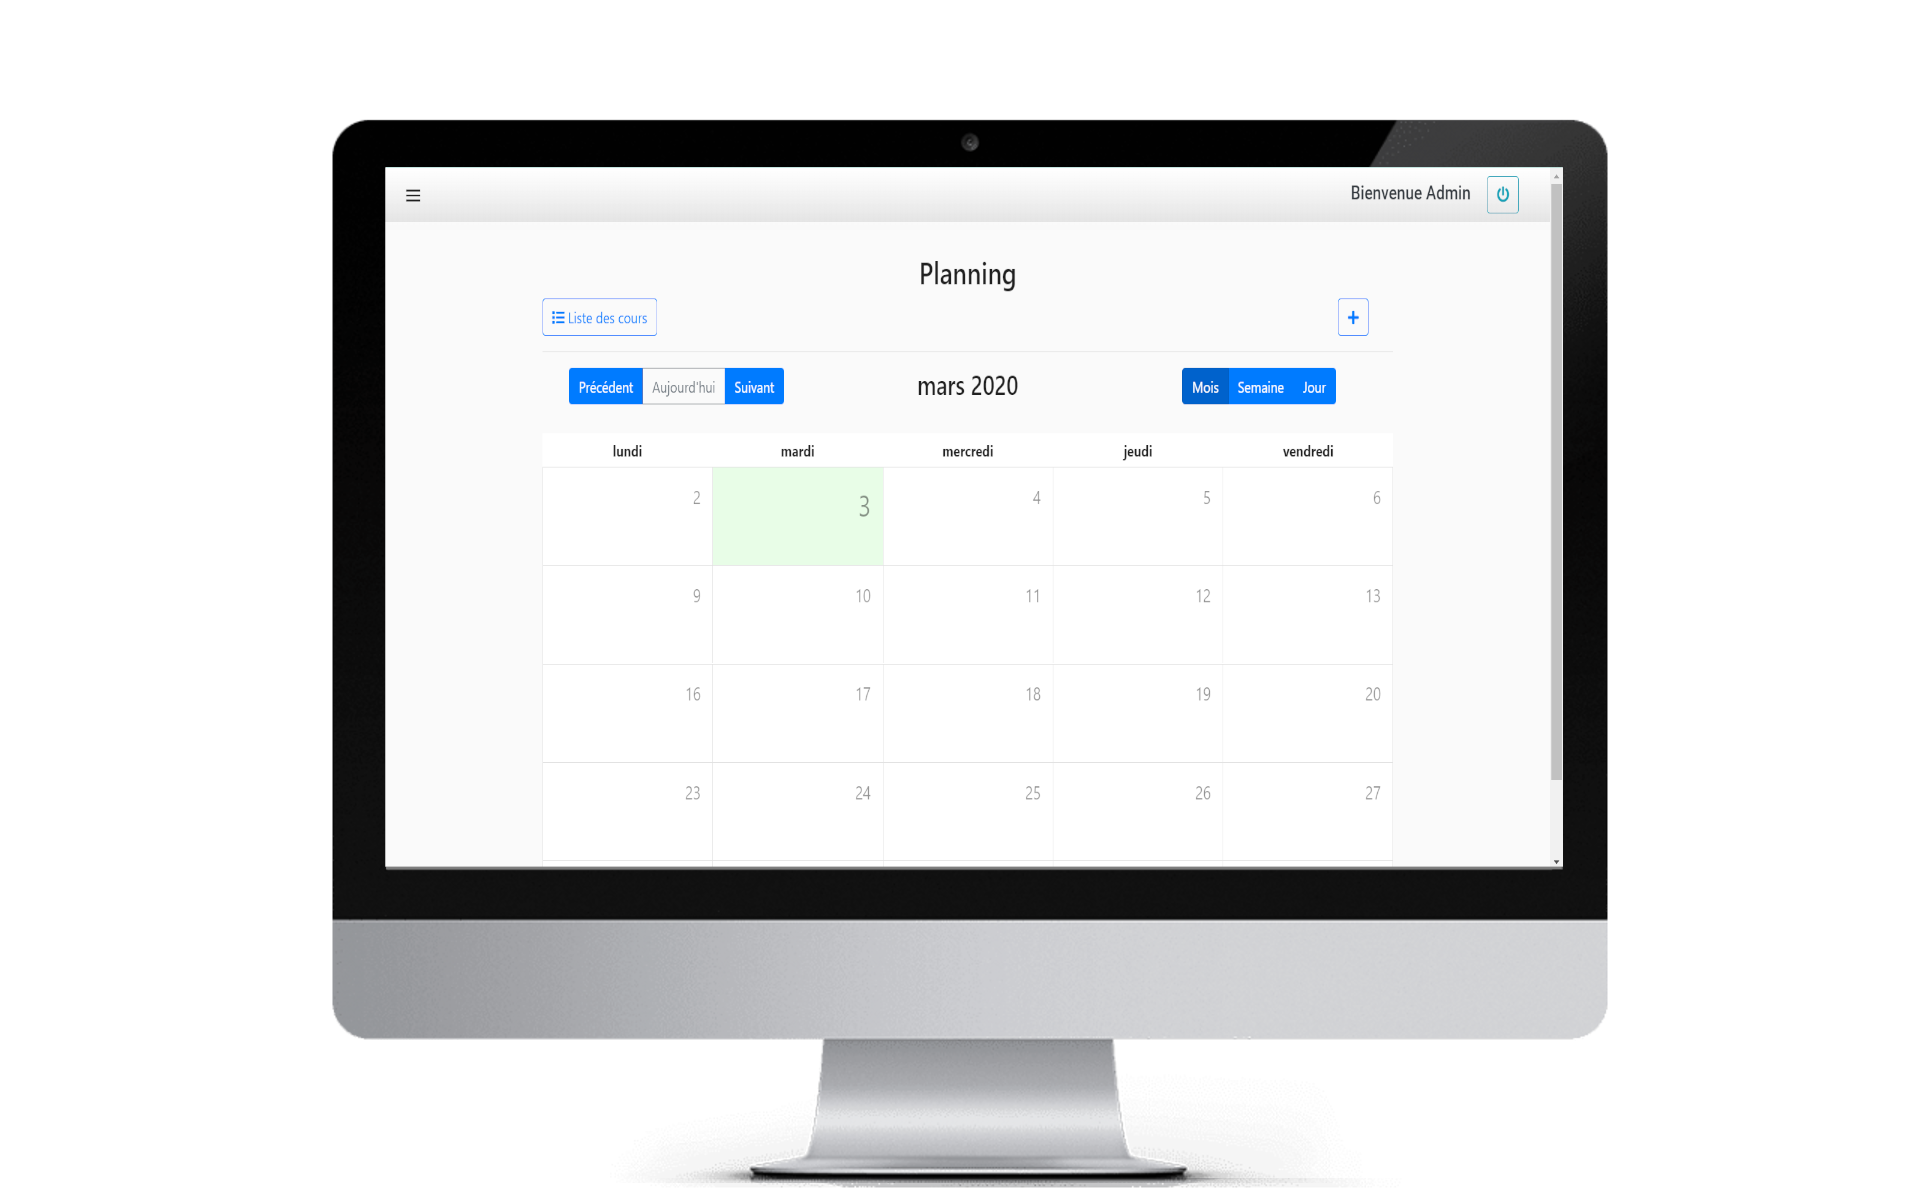 Bienvenue Admin
Planning
Liste des cours
Précédent Aujourd'hui Suivant
mars 2020
Mois Semaine Jour
lundi mardi mercredi jeudi vendredi
2 3 4 5 6
9 10 11 12 13
16 17 18 19 20
23 24 25 26 27